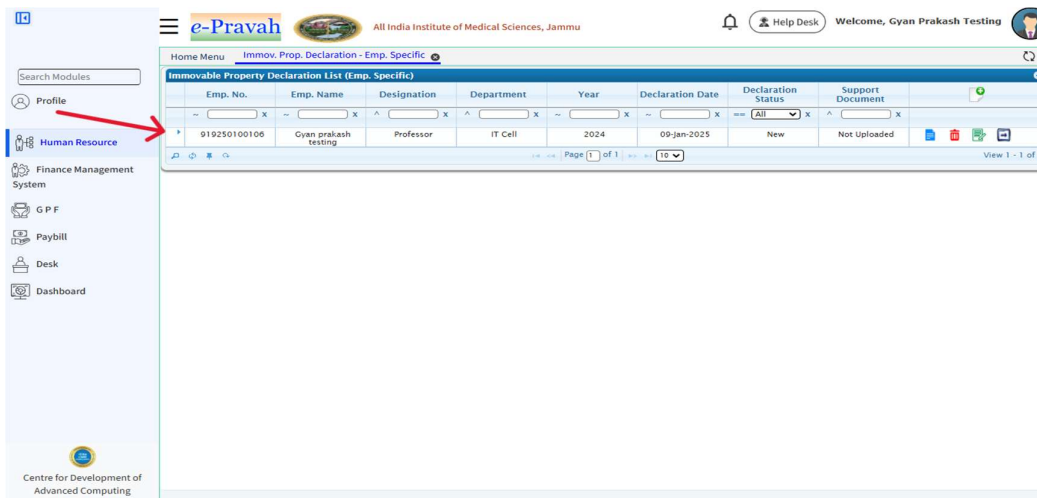 e-Pravah
All India Institute of Medical Sciences, Jammu
Help Desk
Welcome, Gyan Prakash Testing
Home Menu
Immov. Prop. Declaration - Emp. Specific
Search Modules
Profile
Human Resource
Finance Management
System
G P F
Paybill
Desk
Dashboard
Centre for Development of
Advanced Computing
Immovable Property Declaration List (Emp. Specific)
Emp. No. Emp. Name Designation Department Year Declaration Date Declaration Status Support Document
~ x ~ x ^ x ^ x ~ x ~ x == All x ^ x
919250100106 Gyan prakash testing Professor IT Cell 2024 09-Jan-2025 New Not Uploaded
Page 1 of 1 10 View 1 - 1 of